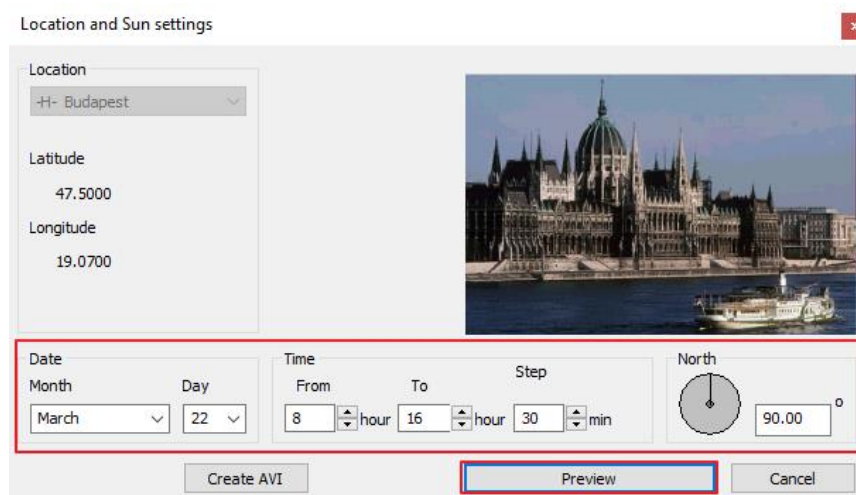 Location and Sun settings
Location
-H- Budapest
Latitude
47.5000
Longitude
19.0700
Date
Month
Day
March
22
Time
From
To
Step
8 hour 16 hour 30 min
North
90.00 °
Create AVI
Preview
Cancel